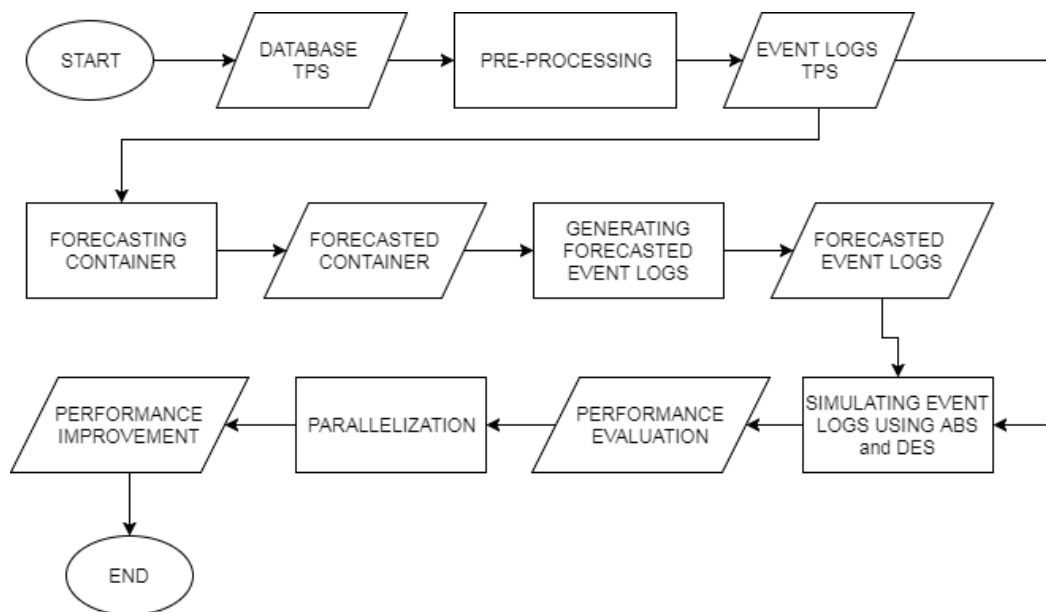 START
DATABASE
TPS
PRE-PROCESSING
EVENT LOGS
TPS
FORECASTING
CONTAINER
FORECASTED
CONTAINER
GENERATING
FORECASTED
EVENT LOGS
FORECASTED
EVENT LOGS
PERFORMANCE
IMPROVEMENT
PARALLELIZATION
PERFORMANCE
EVALUATION
SIMULATING EVENT
LOGS USING ABS
and DES
END